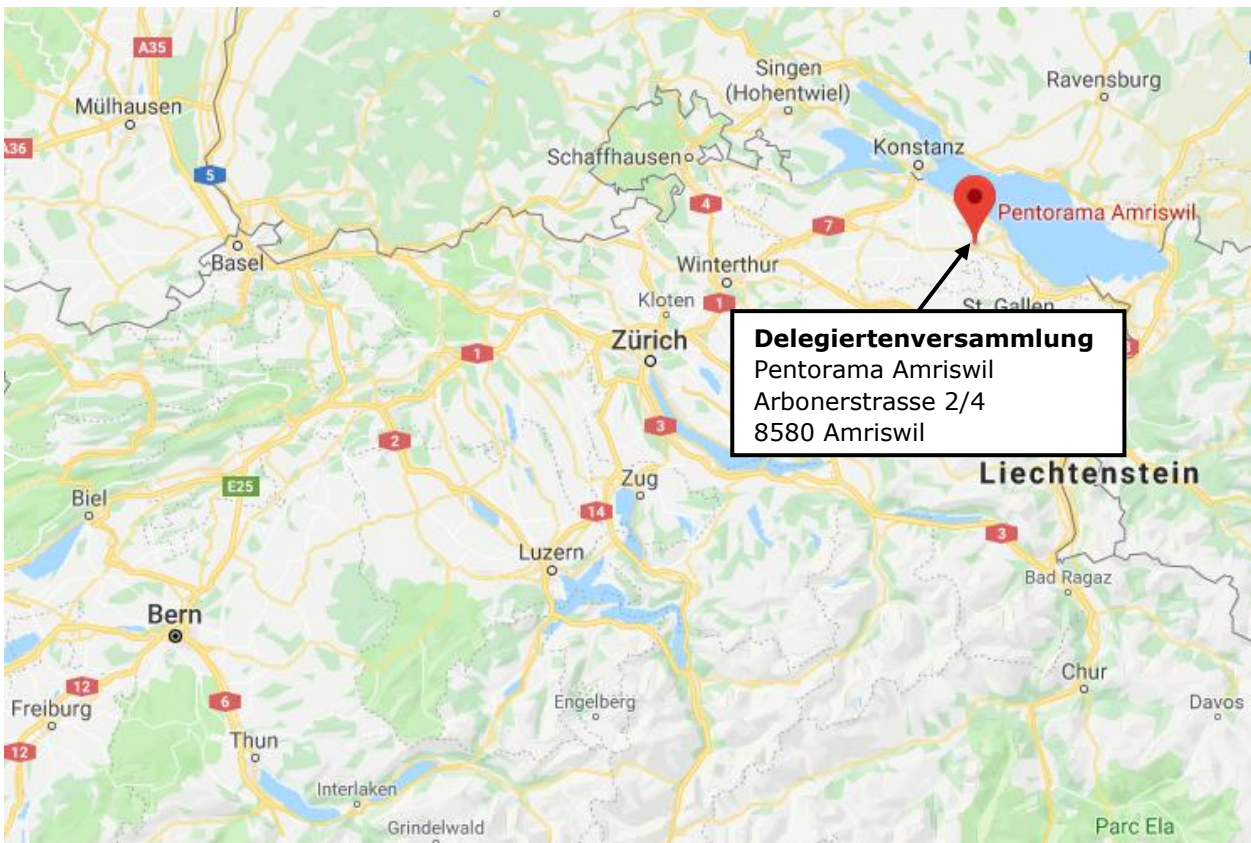 A35
Mülhausen
A36
5
Basel
Singen
(Hohentwiel)
Ravensburg
Schaffhausen
Konstanz
4
7
Pentorama Amriswil
Winterthur
Kloten
1
St. Gallen
Zürich
1
Delegiertenversammlung
Pentorama Amriswil
Arbonerstrasse 2/4
8580 Amriswil
3
2
Liechtenstein
Zug
E25
Biel
14
3
Luzern
Bad Ragaz
Bern
Chur
12
6
Freiburg
Engelberg
Davos
Thun
12
Interlaken
Grindelwald
Parc Ela